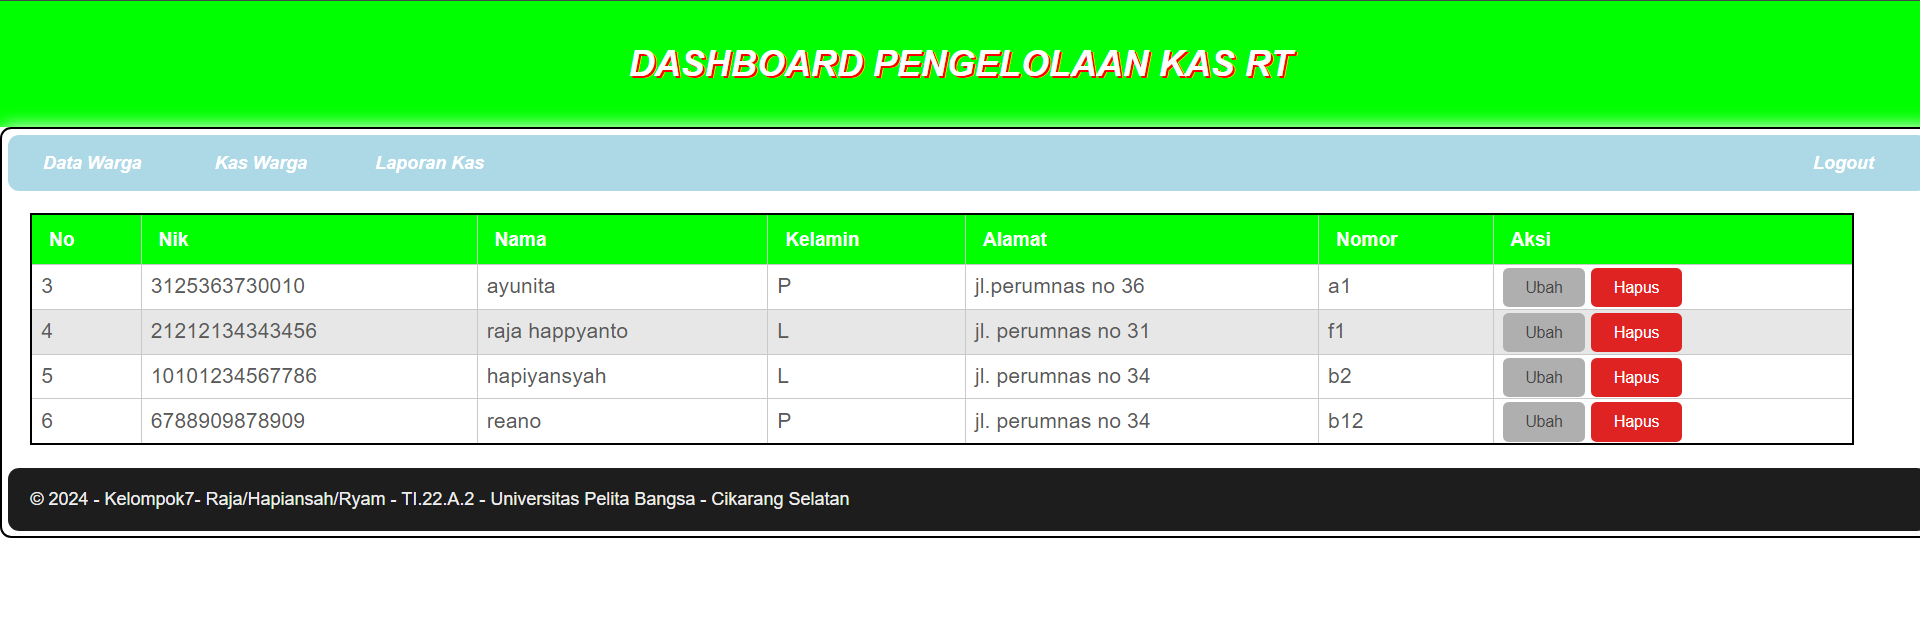 DASHBOARD PENGELOLAAN KAS RT
Data Warga Kas Warga Laporan Kas Logout
No Nik Nama Kelamin Alamat Nomor Aksi
3 3125363730010 ayunita P jl.perumnas no 36 a1 Ubah Hapus
4 21212134343456 raja happyanto L jl. perumnas no 31 f1 Ubah Hapus
5 10101234567786 hapiyansyah L jl. perumnas no 34 b2 Ubah Hapus
6 6788909878909 reano P jl. perumnas no 34 b12 Ubah Hapus
© 2024 - Kelompok7- Raja/Hapiansah/Ryam - TI.22.A.2 - Universitas Pelita Bangsa - Cikarang Selatan